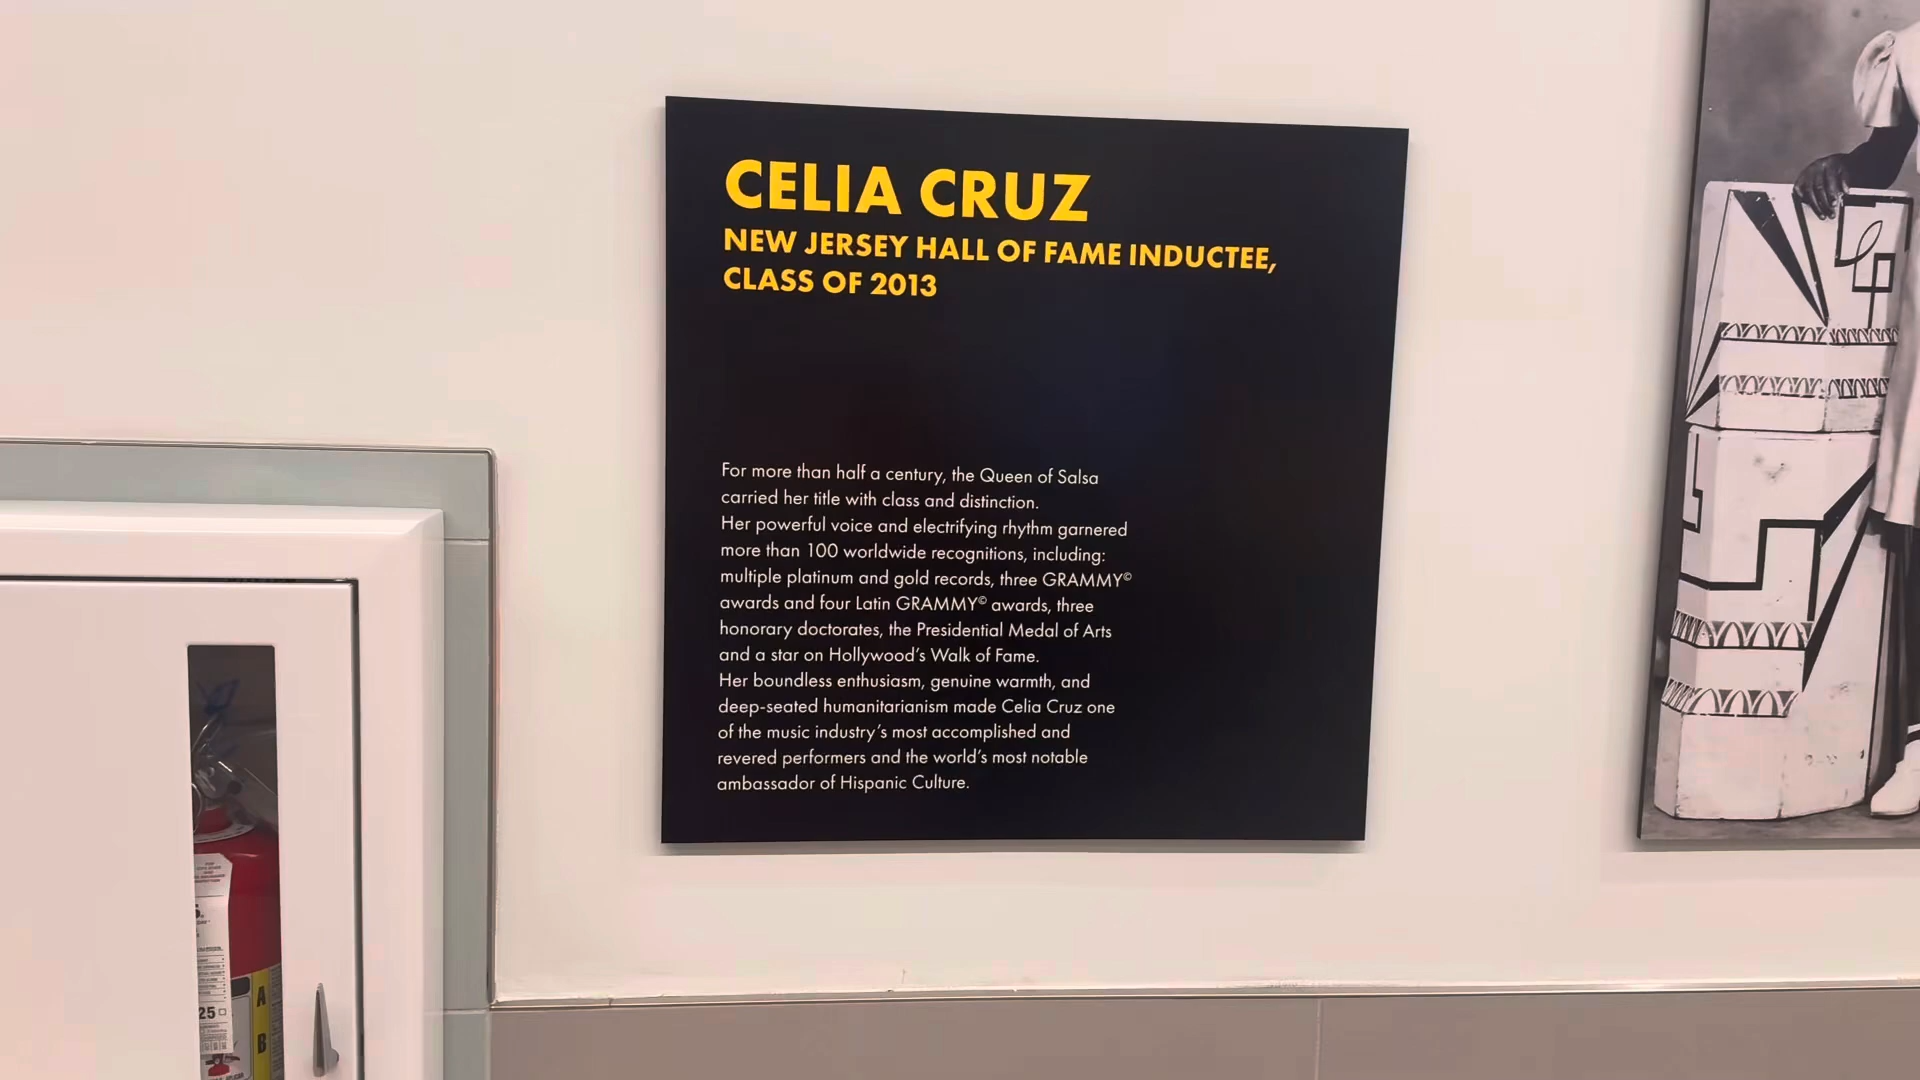 CELIA CRUZ
NEW JERSEY HALL OF FAME INDUCTEE,
CLASS OF 2013
For more than half a century, the Queen of Salsa
carried her title with class and distinction.
Her powerful voice and electrifying rhythm garnered
more than 100 worldwide recognitions, including:
multiple platinum and gold records, three GRAMMY©
awards and four Latin GRAMMY© awards, three
honorary doctorates, the Presidential Medal of Arts
and a star on Hollywood's Walk of Fame.
Her boundless enthusiasm, genuine warmth, and
deep-seated humanitarianism made Celia Cruz one
of the music industry's most accomplished and
revered performers and the world's most notable
ambassador of Hispanic Culture.
25
A
B